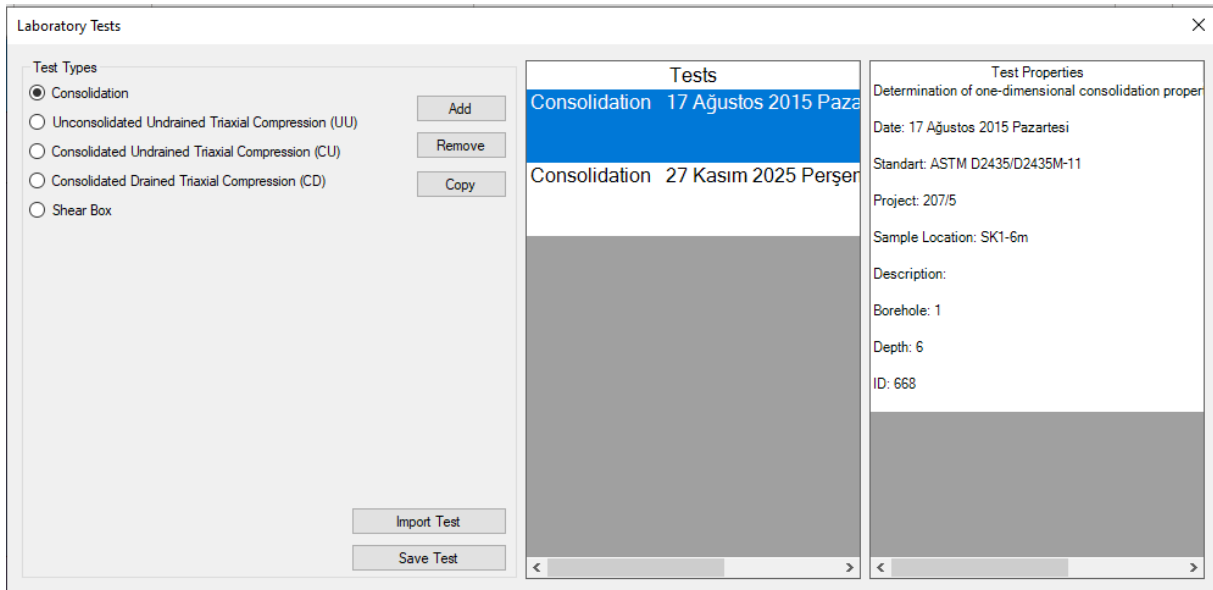 Laboratory Tests
Test Types
Consolidation
Unconsolidated Undrained Triaxial Compression (UU)
Consolidated Undrained Triaxial Compression (CU)
Consolidated Drained Triaxial Compression (CD)
Shear Box
Add
Remove
Copy
Import Test
Save Test
Tests
Consolidation 17 Ağustos 2015 Paza
Consolidation 27 Kasım 2025 Perşer
Test Properties
Determination of one-dimensional consolidation proper
Date: 17 Ağustos 2015 Pazartesi
Standart: ASTM D2435/D2435M-11
Project: 207/5
Sample Location: SK1-6m
Description:
Borehole: 1
Depth: 6
ID: 668